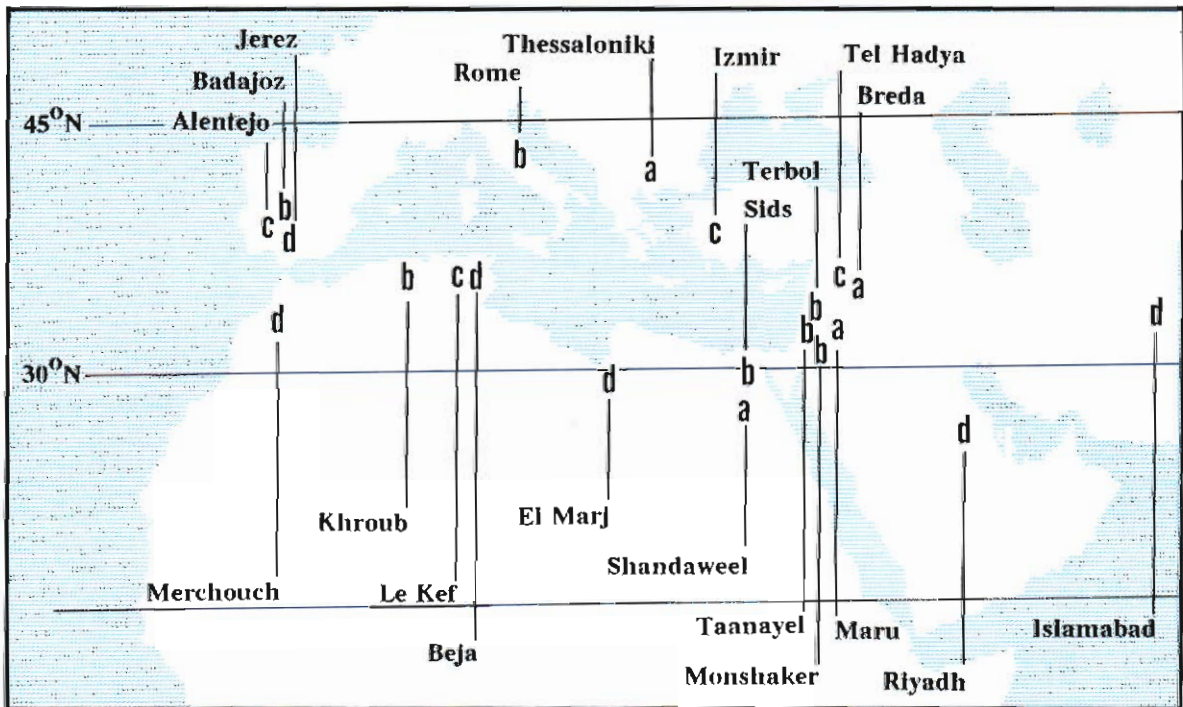 Jerez
Thessaloniki
Izmir
Tel Hadya
Badajoz
Rome
Breda
45°N
Alentejo
b
a
Terbol
b
Sids
c
d
c
b
c
d
c
a
d
b
b
a
d
b
30°N
d
b
a
d
Khroub
El Marj
Shandaweel
Merchouch
Le Kef
Taanayel
Maru
Islamabad
Beja
Monshaker
Riyadh